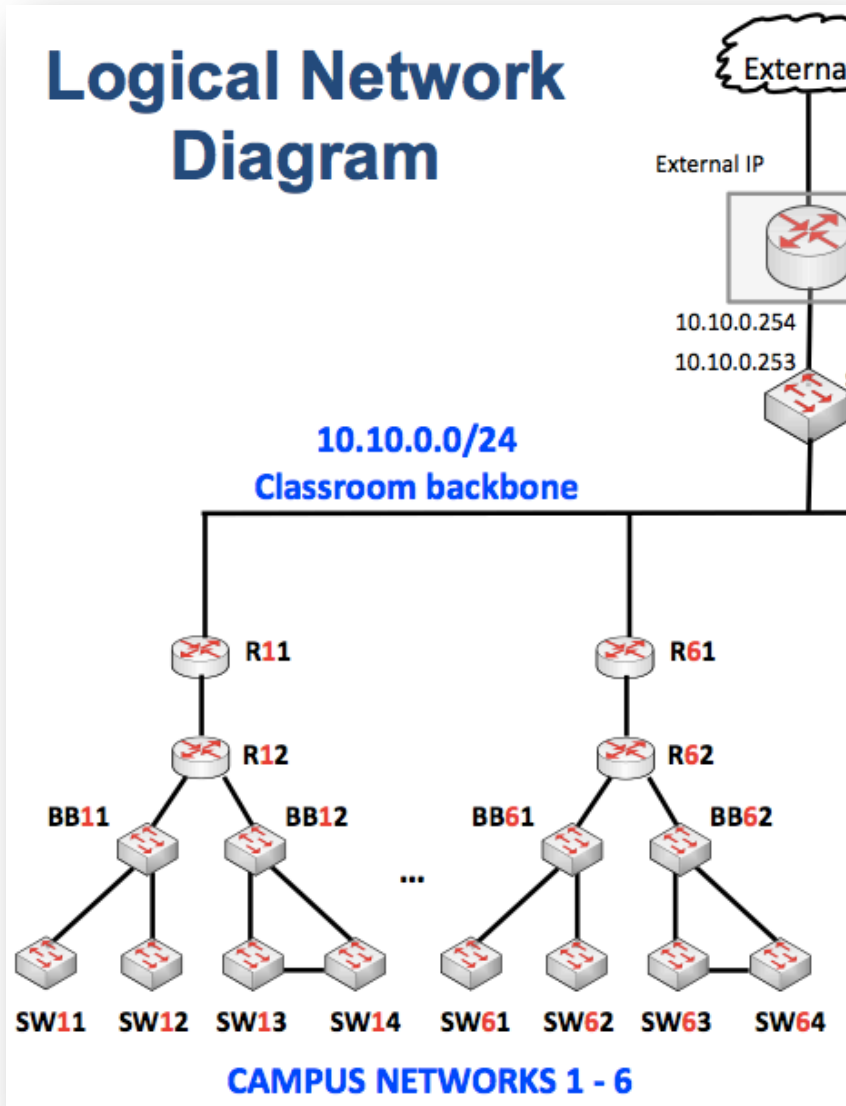 Logical Network
Diagram
Externa
External IP
10.10.0.254
10.10.0.253
10.10.0.0/24
Classroom backbone
R11
R61
R12
R62
BB11
BB12
BB61
BB62
...
SW11
SW12
SW13
SW14
SW61
SW62
SW63
SW64
CAMPUS NETWORKS 1 - 6